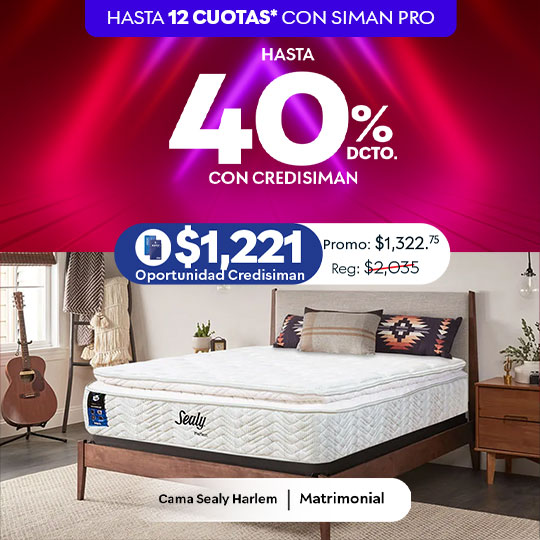 HASTA 12 CUOTAS* CON SIMAN PRO
HASTA
40%
DCTO.
CON CREDISIMAN
$1,221
Oportunidad Credisiman
Promo: $1,322.75
Reg: $2,035
Sealy
Cama Sealy Harlem | Matrimonial